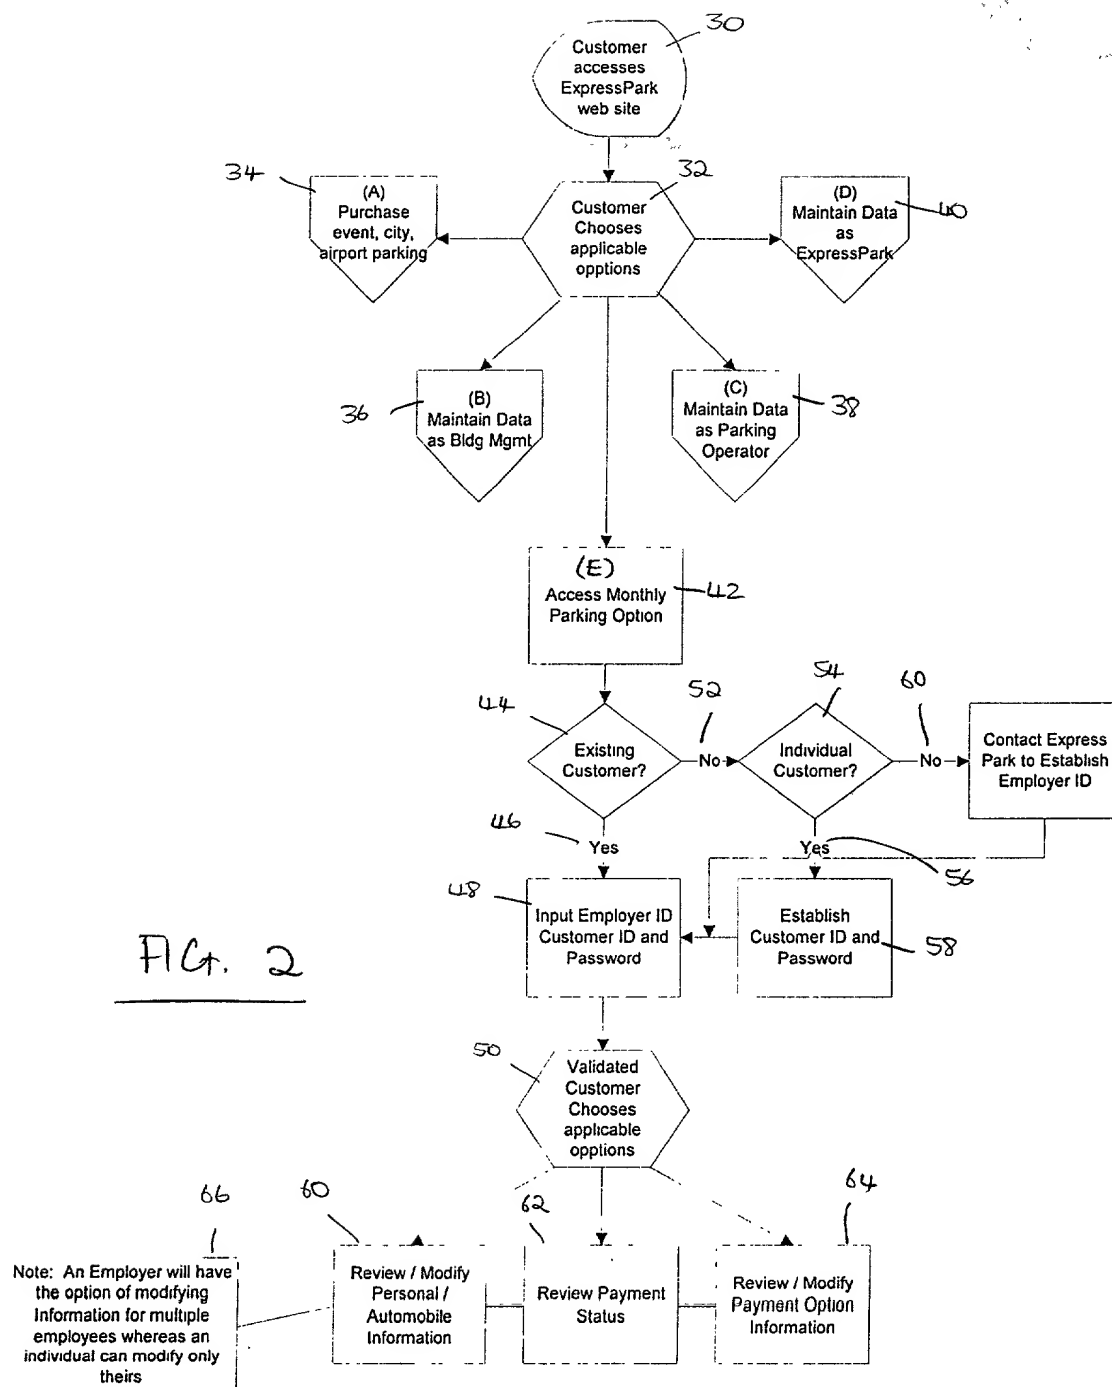 30
Customer
accesses
ExpressPark
web site
34
(A)
Purchase
event, city,
airport parking
32
Customer
Chooses
applicable
opptions
(D)
Maintain Data
as
ExpressPark
40
36
(B)
Maintain Data
as Bldg Mgmt
(C)
Maintain Data
as Parking
Operator
38
(E)
Access Monthly
Parking Option
42
44
Existing
Customer?
52
No
54
Individual
Customer?
60
No
Contact Express
Park to Establish
Employer ID
46
Yes
Yes
56
48
Input Employer ID
Customer ID and
Password
Establish
Customer ID and
Password
58
FIG. 2
50
Validated
Customer
Chooses
applicable
opptions
66
Note: An Employer will have
the option of modifying
Information for multiple
employees whereas an
individual can modify only
theirs
60
Review / Modify
Personal /
Automobile
Information
62
Review Payment
Status
64
Review / Modify
Payment Option
Information